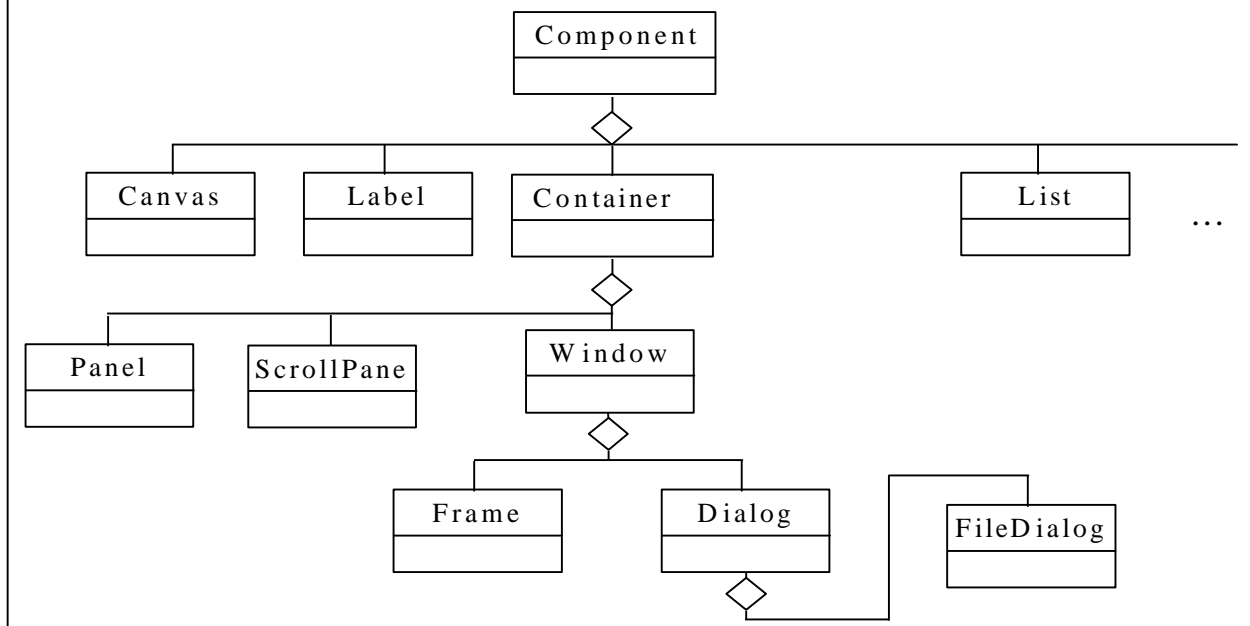 Component
Canvas
Label
Container
List
...
Panel
ScrollPane
Window
Frame
Dialog
FileDialog